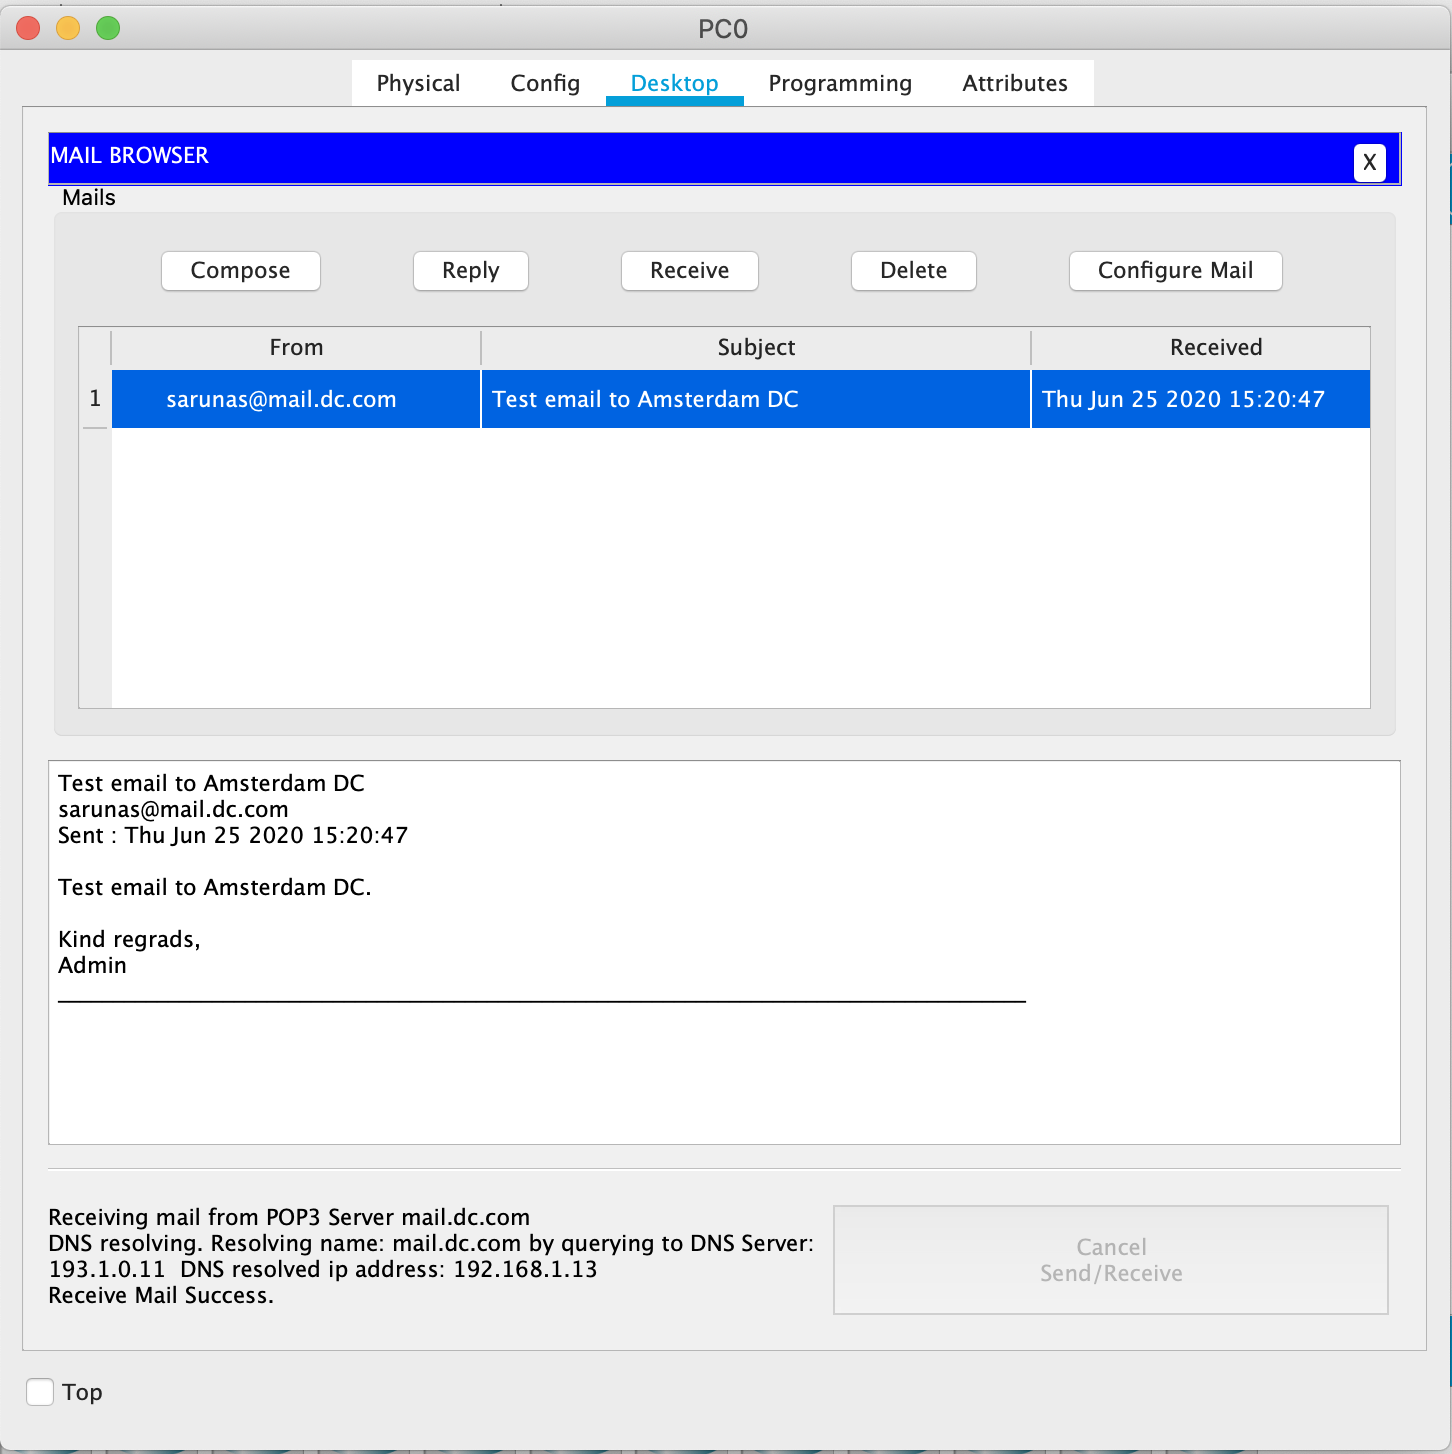 PC0
Physical Config Desktop Programming Attributes
MAIL BROWSER
X
Mails
Compose Reply Receive Delete Configure Mail
From Subject Received
1 sarunas@mail.dc.com Test email to Amsterdam DC Thu Jun 25 2020 15:20:47
Test email to Amsterdam DC
sarunas@mail.dc.com
Sent : Thu Jun 25 2020 15:20:47
Test email to Amsterdam DC.
Kind regrads,
Admin
Receiving mail from POP3 Server mail.dc.com
DNS resolving. Resolving name: mail.dc.com by querying to DNS Server:
193.1.0.11  DNS resolved ip address: 192.168.1.13
Receive Mail Success.
Cancel
Send/Receive
Top